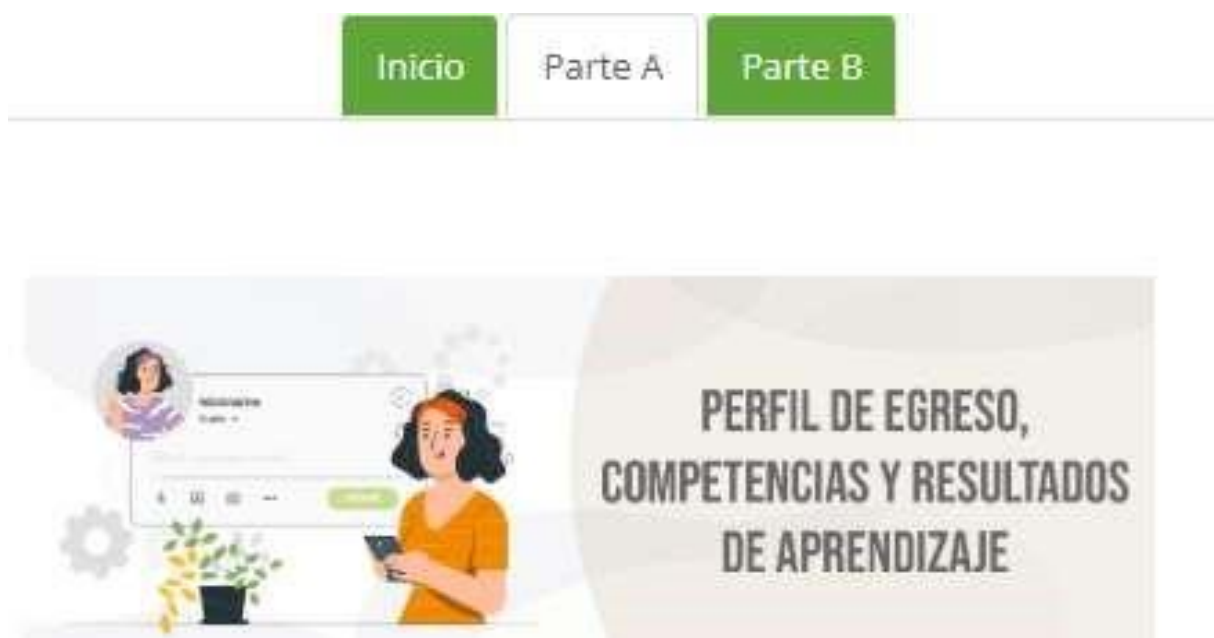 Inicio
Parte A
Parte B
PERFIL DE EGRESO,
COMPETENCIAS Y RESULTADOS
DE APRENDIZAJE